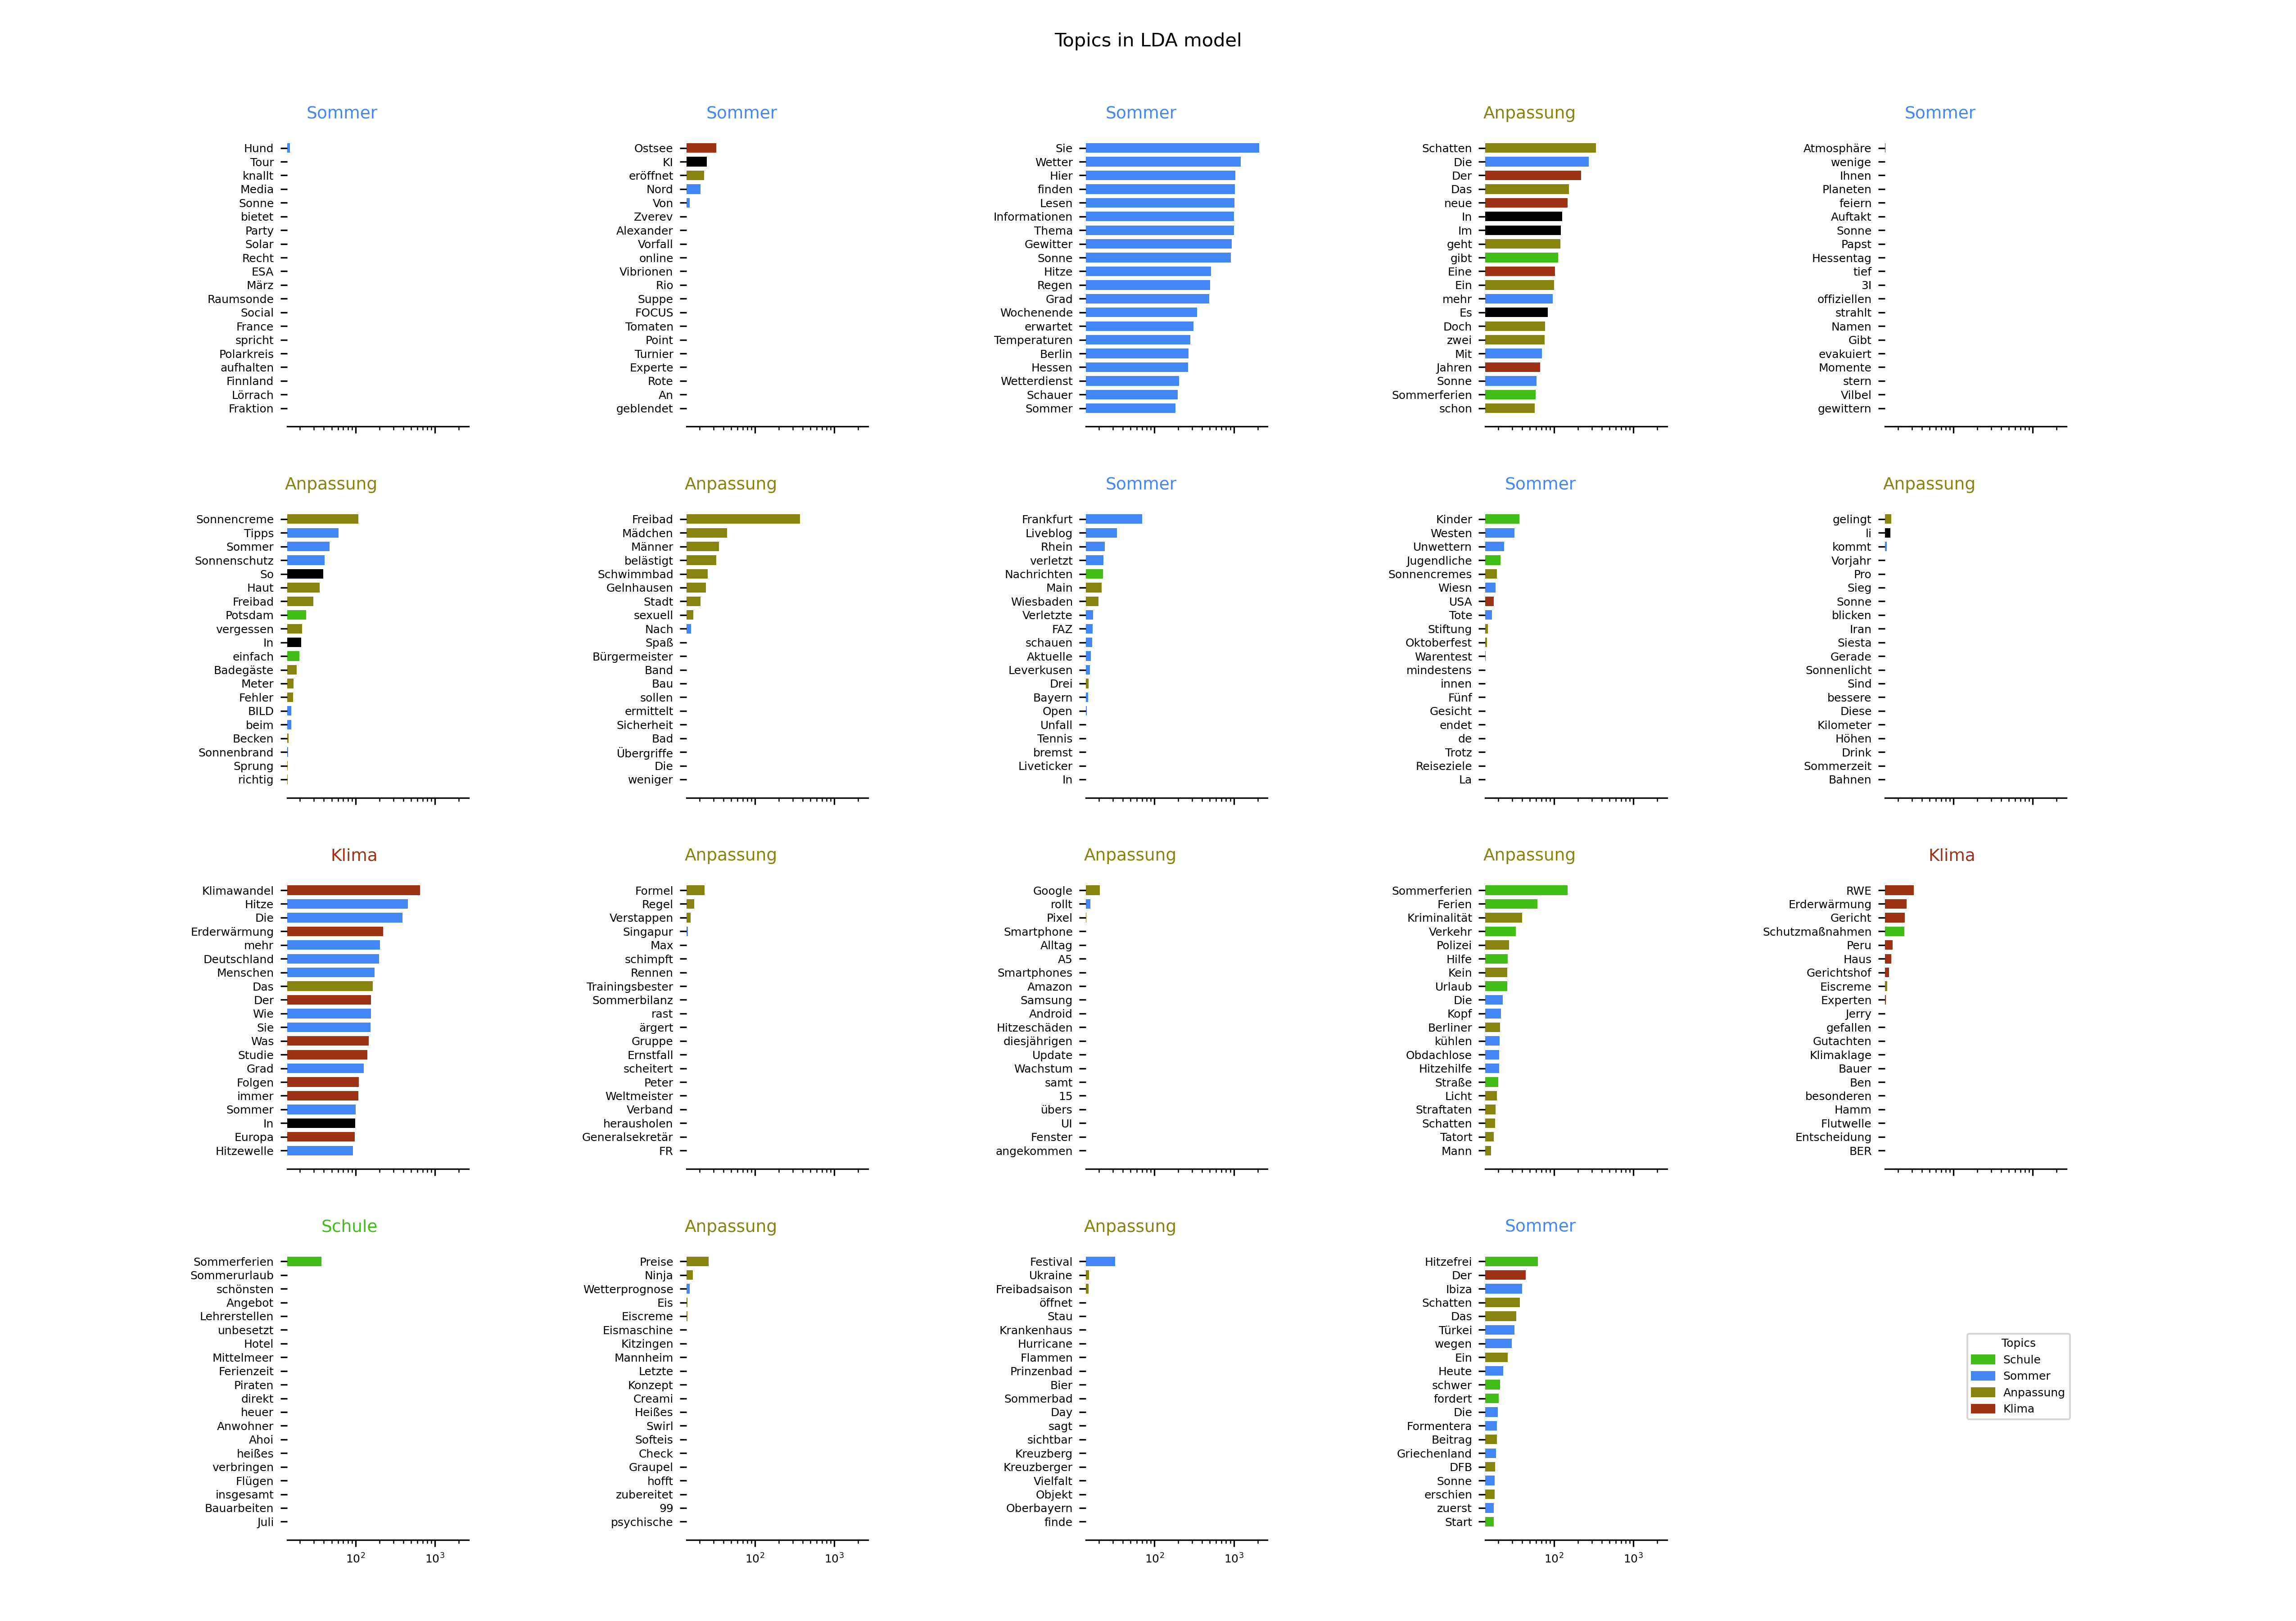 Topics in LDA model
Sommer
Hund
Tour
knallt
Media
Sonne
bietet
Party
Solar
Recht
ESA
März
Raumsonde
Social
France
spricht
Polarkreis
aufhalten
Finnland
Lörrach
Fraktion
Sommer
Ostsee
KI
eröffnet
Nord
Von
Zverev
Alexander
Vorfall
online
Vibrionen
Rio
Suppe
FOCUS
Tomaten
Point
Turnier
Experte
Rote
An
geblendet
Sommer
Sie
Wetter
Hier
finden
Lesen
Informationen
Thema
Gewitter
Sonne
Hitze
Regen
Grad
Wochenende
erwartet
Temperaturen
Berlin
Hessen
Wetterdienst
Schauer
Sommer
Anpassung
Schatten
Die
Der
Das
neue
In
Im
geht
gibt
Eine
Ein
mehr
Es
Doch
zwei
Mit
Jahren
Sonne
Sommerferien
schon
Sommer
Atmosphäre
wenige
Ihnen
Planeten
feiern
Auftakt
Sonne
Papst
Hessentag
tief
3I
offiziellen
strahlt
Namen
Gibt
evakuiert
Momente
stern
Vilbel
gewittern
Anpassung
Sonnencreme
Tipps
Sommer
Sonnenschutz
So
Haut
Freibad
Potsdam
vergessen
In
einfach
Badegäste
Meter
Fehler
BILD
beim
Becken
Sonnenbrand
Sprung
richtig
Anpassung
Freibad
Mädchen
Männer
belästigt
Schwimmbad
Gelnhausen
Stadt
sexuell
Nach
Spaß
Bürgermeister
Band
Bau
sollen
ermittelt
Sicherheit
Bad
Übergriffe
Die
weniger
Sommer
Frankfurt
Liveblog
Rhein
verletzt
Nachrichten
Main
Wiesbaden
Verletzte
FAZ
schauen
Aktuelle
Leverkusen
Drei
Bayern
Open
Unfall
Tennis
bremst
Liveticker
In
Sommer
Kinder
Westen
Unwettern
Jugendliche
Sonnencremes
Wiesn
USA
Tote
Stiftung
Oktoberfest
Warentest
mindestens
innen
Fünf
Gesicht
endet
de
Trotz
Reiseziele
La
Anpassung
gelingt
li
kommt
Vorjahr
Pro
Sieg
Sonne
blicken
Iran
Siesta
Gerade
Sonnenlicht
Sind
bessere
Diese
Kilometer
Höhen
Drink
Sommerzeit
Bahnen
Klima
Klimawandel
Hitze
Die
Erderwärmung
mehr
Deutschland
Menschen
Das
Der
Wie
Sie
Was
Studie
Grad
Folgen
immer
Sommer
In
Europa
Hitzewelle
Anpassung
Formel
Regel
Verstappen
Singapur
Max
schimpft
Rennen
Trainingsbester
Sommerbilanz
rast
ärgert
Gruppe
Ernstfall
scheitert
Peter
Weltmeister
Verband
herausholen
Generalsekretär
FR
Anpassung
Google
rollt
Pixel
Smartphone
Alltag
A5
Smartphones
Amazon
Samsung
Android
Hitzeschäden
diesjährigen
Update
Wachstum
samt
15
übers
UI
Fenster
angekommen
Anpassung
Sommerferien
Ferien
Kriminalität
Verkehr
Polizei
Hilfe
Kein
Urlaub
Die
Kopf
Berliner
kühlen
Obdachlose
Hitzehilfe
Straße
Licht
Straftaten
Schatten
Tatort
Mann
Klima
RWE
Erderwärmung
Gericht
Schutzmaßnahmen
Peru
Haus
Gerichtshof
Eiscreme
Experten
Jerry
gefallen
Gutachten
Klimaklage
Bauer
Ben
besonderen
Hamm
Flutwelle
Entscheidung
BER
Schule
Sommerferien
Sommerurlaub
schönsten
Angebot
Lehrerstellen
unbesetzt
Hotel
Mittelmeer
Ferienzeit
Piraten
direkt
heuer
Anwohner
Ahoi
heißes
verbringen
Flügen
insgesamt
Bauarbeiten
Juli
10² 10³
Anpassung
Preise
Ninja
Wetterprognose
Eis
Eiscreme
Eismaschine
Kitzingen
Mannheim
Letzte
Konzept
Creami
Heißes
Swirl
Softeis
Check
Graupel
hofft
zubereitet
99
psychische
10² 10³
Anpassung
Festival
Ukraine
Freibadsaison
öffnet
Stau
Krankenhaus
Hurricane
Flammen
Prinzenbad
Bier
Sommerbad
Day
sagt
sichtbar
Kreuzberg
Kreuzberger
Vielfalt
Objekt
Oberbayern
finde
10² 10³
Sommer
Hitzefrei
Der
Ibiza
Schatten
Das
Türkei
wegen
Ein
Heute
schwer
fordert
Die
Formentera
Beitrag
Griechenland
DFB
Sonne
erschien
zuerst
Start
10² 10³
Topics
Schule
Sommer
Anpassung
Klima